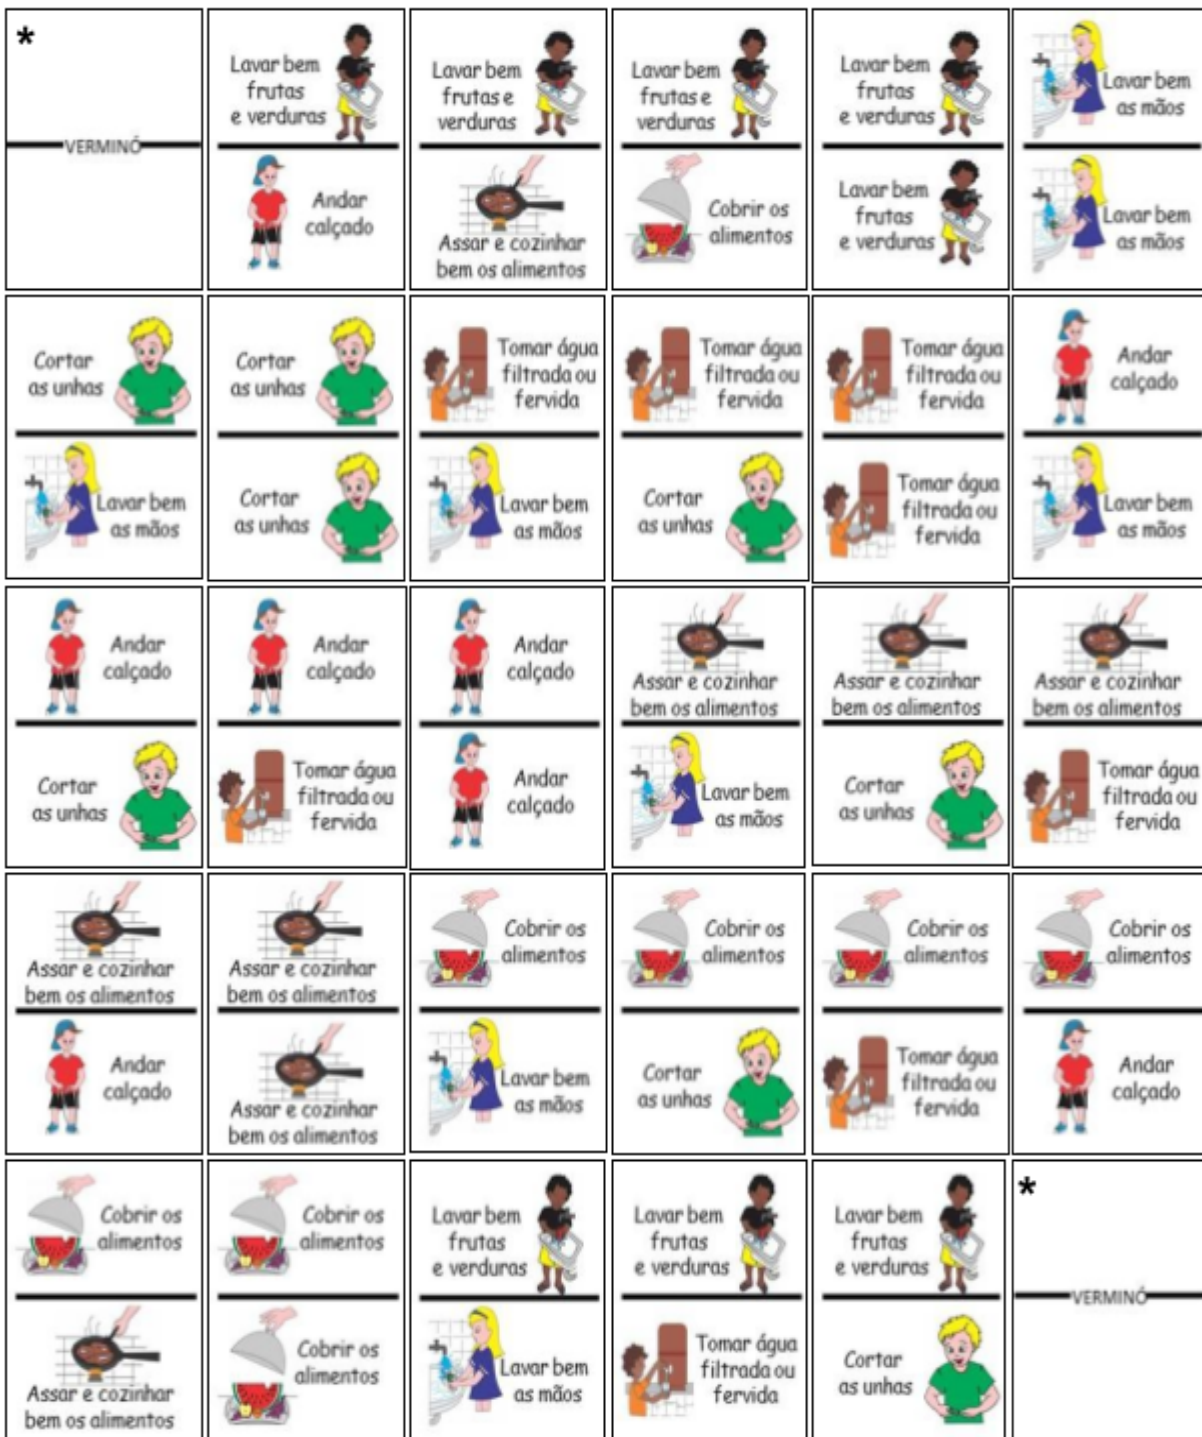 *
VERMINÓ
Lavar bem
frutas
e verduras
Andar
calçado
Lavar bem
frutas e
verduras
Assar e cozinhar
bem os alimentos
Lavar bem
frutas e
verduras
Cobrir os
alimentos
Lavar bem
frutas
e verduras
Lavar bem
frutas
e verduras
Lavar bem
as mãos
Lavar bem
as mãos
Cortar
as unhas
Lavar bem
as mãos
Cortar
as unhas
Cortar
as unhas
Tomar água
filtrada ou
fervida
Lavar bem
as mãos
Tomar água
filtrada ou
fervida
Cortar
as unhas
Tomar água
filtrada ou
fervida
Tomar água
filtrada ou
fervida
Andar
calçado
Lavar bem
as mãos
Andar
calçado
Cortar
as unhas
Andar
calçado
Tomar água
filtrada ou
fervida
Andar
calçado
Andar
calçado
Assar e cozinhar
bem os alimentos
Lavar bem
as mãos
Assar e cozinhar
bem os alimentos
Cortar
as unhas
Assar e cozinhar
bem os alimentos
Tomar água
filtrada ou
fervida
Assar e cozinhar
bem os alimentos
Andar
calçado
Assar e cozinhar
bem os alimentos
Assar e cozinhar
bem os alimentos
Cobrir os
alimentos
Lavar bem
as mãos
Cobrir os
alimentos
Cortar
as unhas
Cobrir os
alimentos
Tomar água
filtrada ou
fervida
Cobrir os
alimentos
Andar
calçado
Cobrir os
alimentos
Assar e cozinhar
bem os alimentos
Cobrir os
alimentos
Cobrir os
alimentos
Lavar bem
frutas
e verduras
Lavar bem
as mãos
Lavar bem
frutas
e verduras
Tomar água
filtrada ou
fervida
Lavar bem
frutas
e verduras
Cortar
as unhas
*
VERMINÓ